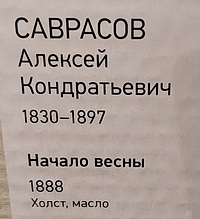 САВРАСОВ
Алексей
Кондратьевич
1830–1897
Начало весны
1888
Холст, масло